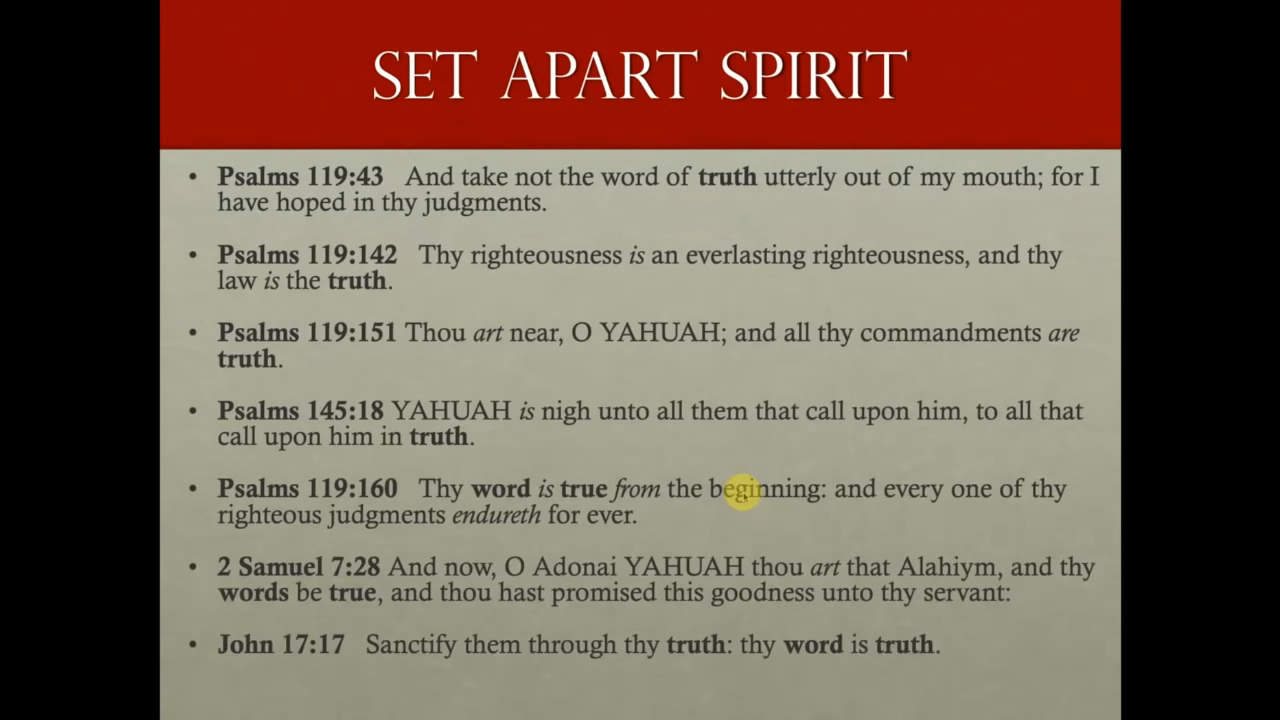 SET APART SPIRIT
• Psalms 119:43 And take not the word of truth utterly out of my mouth; for I
have hoped in thy judgments.
• Psalms 119:142 Thy righteousness is an everlasting righteousness, and thy
law is the truth.
• Psalms 119:151 Thou art near, O YAHUAH; and all thy commandments are
truth.
• Psalms 145:18 YAHUAH is nigh unto all them that call upon him, to all that
call upon him in truth.
• Psalms 119:160 Thy word is true from the beginning: and every one of thy
righteous judgments endureth for ever.
• 2 Samuel 7:28 And now, O Adonai YAHUAH thou art that Alahiym, and thy
words be true, and thou hast promised this goodness unto thy servant:
• John 17:17 Sanctify them through thy truth: thy word is truth.